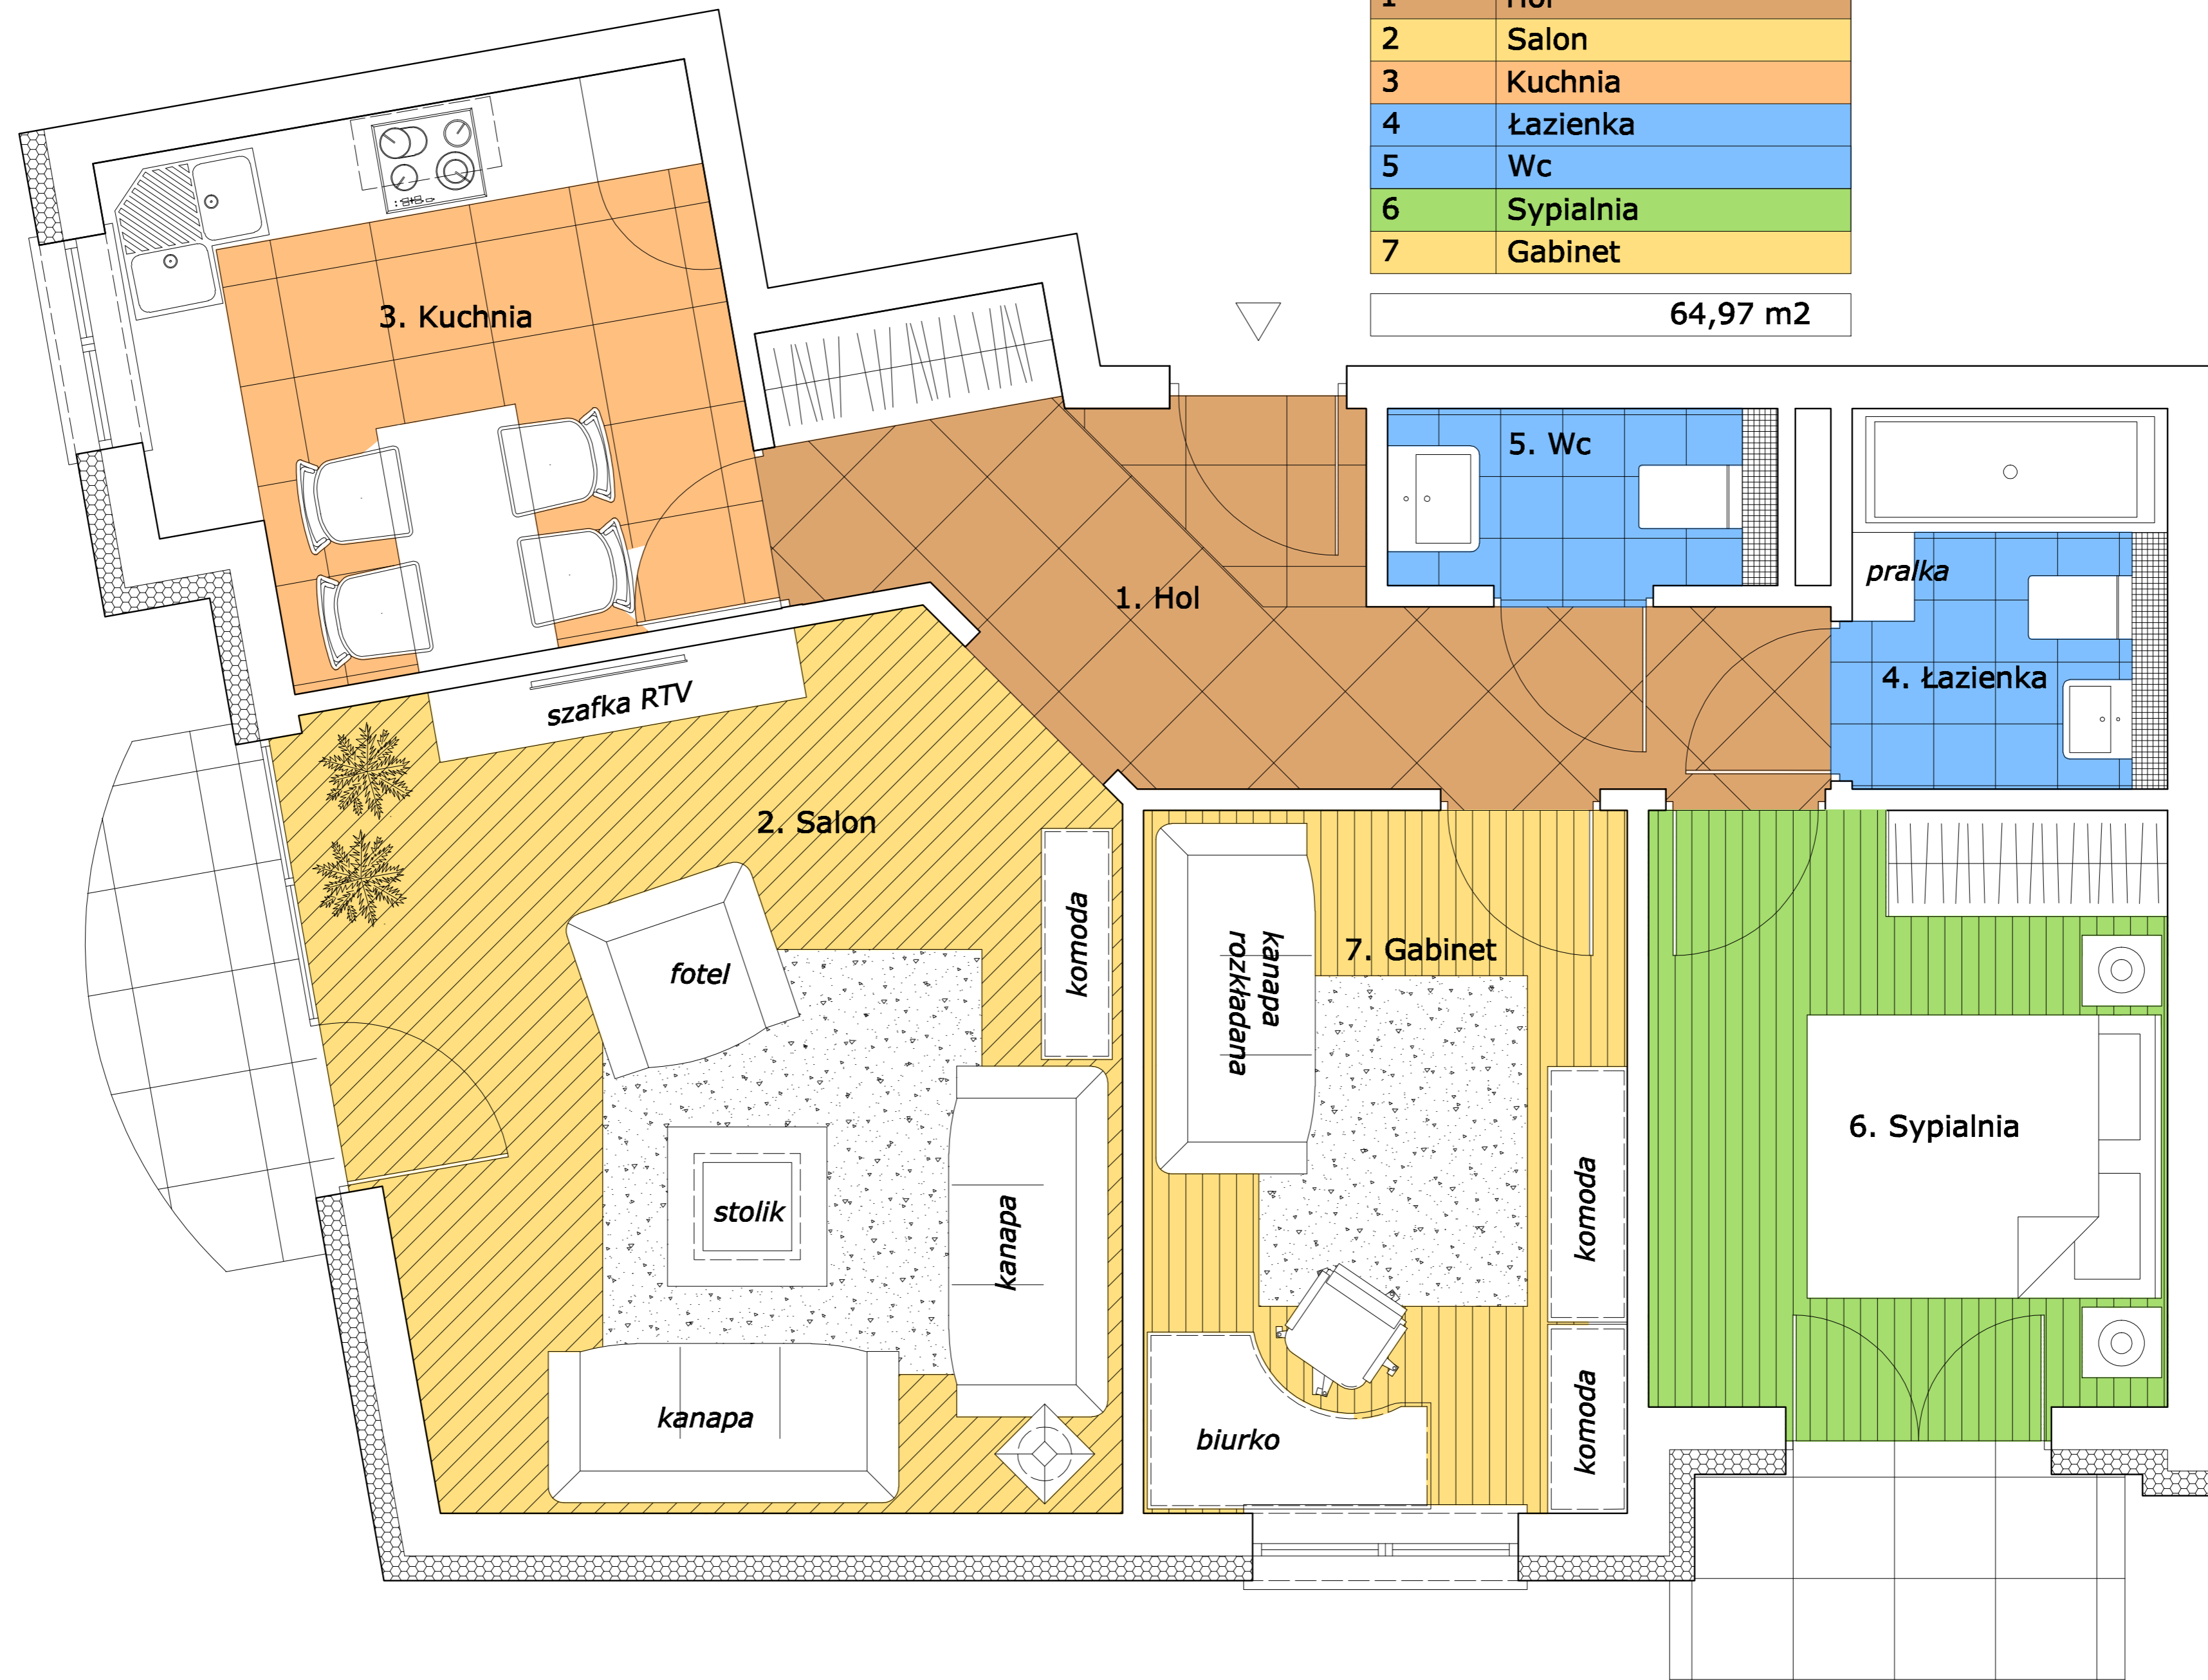 1 Hol
2 Salon
3 Kuchnia
4 Łazienka
5 Wc
6 Sypialnia
7 Gabinet
64,97 m2
3. Kuchnia
5. Wc
pralka
1. Hol
4. Łazienka
szafka RTV
2. Salon
komoda
7. Gabinet
kanapa
rozkładana
fotel
6. Sypialnia
stolik
kanapa
komoda
kanapa
biurko
komoda